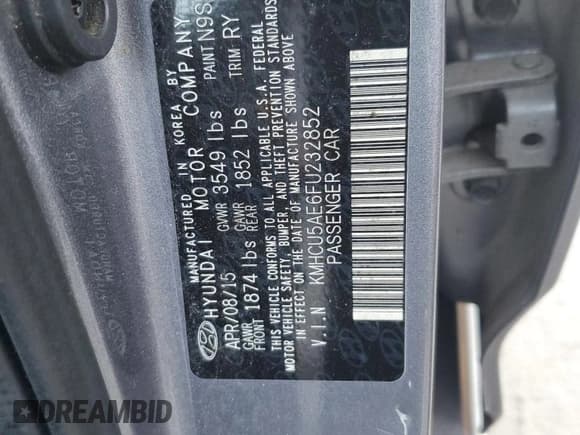 MANUFACTURED IN KOREA BY
HYUNDAI MOTOR COMPANY
APR/08/15 GVWR 3549 lbs PAINT N9S
GAWR FRONT 1874 lbs GAWR REAR 1852 lbs TRIM RY
THIS VEHICLE CONFORMS TO ALL APPLICABLE U.S.A. FEDERAL
MOTOR VEHICLE SAFETY, BUMPER, AND THEFT PREVENTION STANDARDS
IN EFFECT ON THE DATE OF MANUFACTURE SHOWN ABOVE
V.I.N KMHCU5AE6FU232852
PASSENGER CAR
DREAMBID